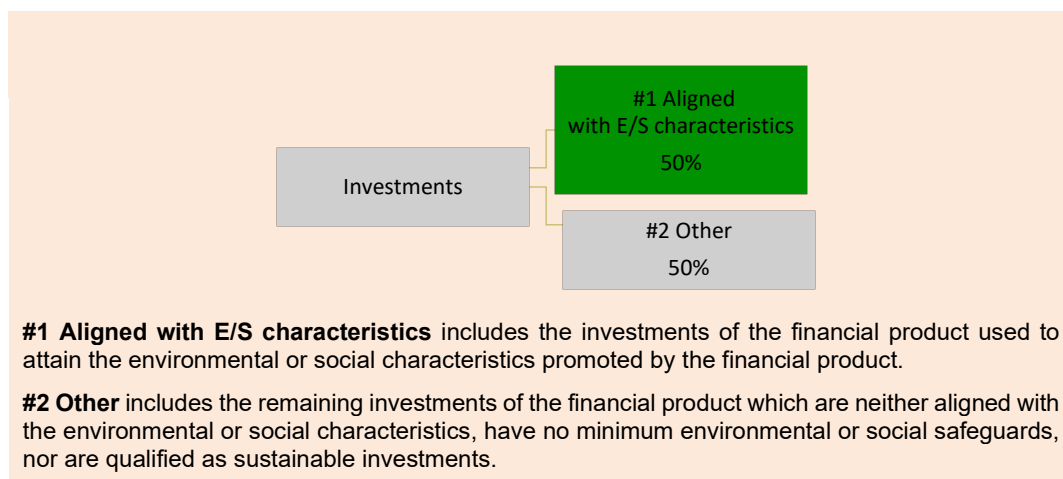 #1 Aligned
with E/S characteristics
50%
Investments
#2 Other
50%
#1 Aligned with E/S characteristics includes the investments of the financial product used to
attain the environmental or social characteristics promoted by the financial product.
#2 Other includes the remaining investments of the financial product which are neither aligned with
the environmental or social characteristics, have no minimum environmental or social safeguards,
nor are qualified as sustainable investments.